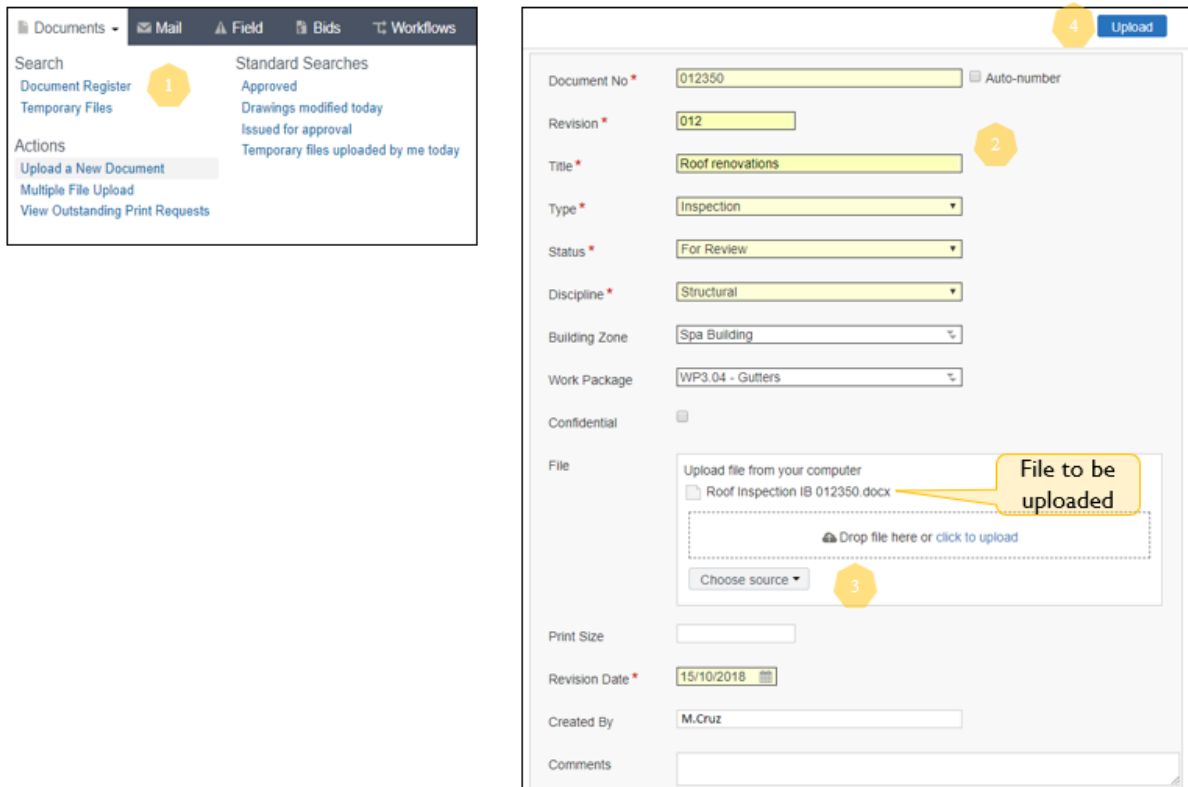 Documents Mail Field Bids Workflows
Search
Document Register
Temporary Files
1
Actions
Upload a New Document
Multiple File Upload
View Outstanding Print Requests
Standard Searches
Approved
Drawings modified today
Issued for approval
Temporary files uploaded by me today
4 Upload
Document No* 012350 Auto-number
Revision* 012
2
Title* Roof renovations
Type* Inspection
Status* For Review
Discipline* Structural
Building Zone Spa Building
Work Package WP3.04 - Gutters
Confidential
File
Upload file from your computer
Roof Inspection IB 012350.docx
File to be
uploaded
Drop file here or click to upload
Choose source
3
Print Size
Revision Date* 15/10/2018
Created By M.Cruz
Comments